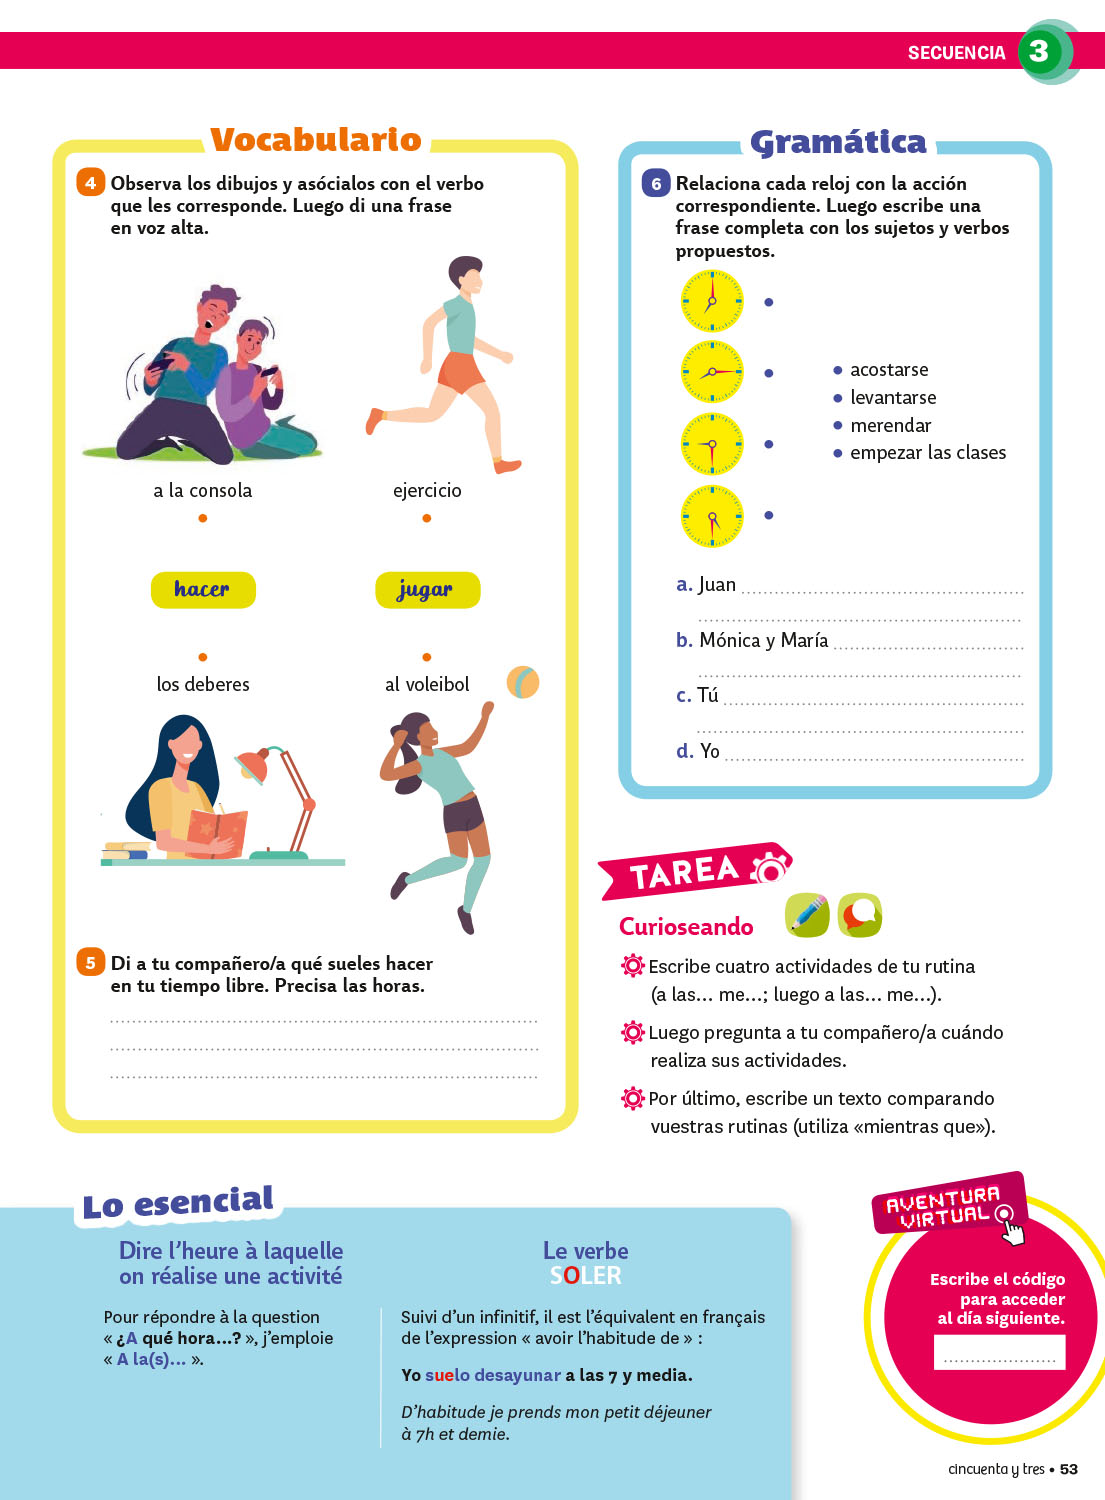 SECUENCIA 3
Vocabulario
4 Observa los dibujos y asócialos con el verbo
que les corresponde. Luego di una frase
en voz alta.
a la consola
ejercicio
hacer
jugar
los deberes
al voleibol
5 Di a tu compañero/a qué sueles hacer
en tu tiempo libre. Precisa las horas.
Gramática
6 Relaciona cada reloj con la acción
correspondiente. Luego escribe una
frase completa con los sujetos y verbos
propuestos.
• acostarse
• levantarse
• merendar
• empezar las clases
a. Juan
b. Mónica y María
c. Tú
d. Yo
TAREA
Curioseando
Escribe cuatro actividades de tu rutina
(a las... me...; luego a las... me...).
Luego pregunta a tu compañero/a cuándo
realiza sus actividades.
Por último, escribe un texto comparando
vuestras rutinas (utiliza «mientras que»).
Lo esencial
Dire l'heure à laquelle
on réalise une activité
Pour répondre à la question
« ¿A qué hora...? », j'emploie
« A la(s)... ».
Le verbe
SOLER
Suivi d'un infinitif, il est l'équivalent en français
de l'expression « avoir l'habitude de » :
Yo suelo desayunar a las 7 y media.
D'habitude je prends mon petit déjeuner
à 7h et demie.
AVENTURA
VIRTUAL
Escribe el código
para acceder
al día siguiente.
cincuenta y tres • 53